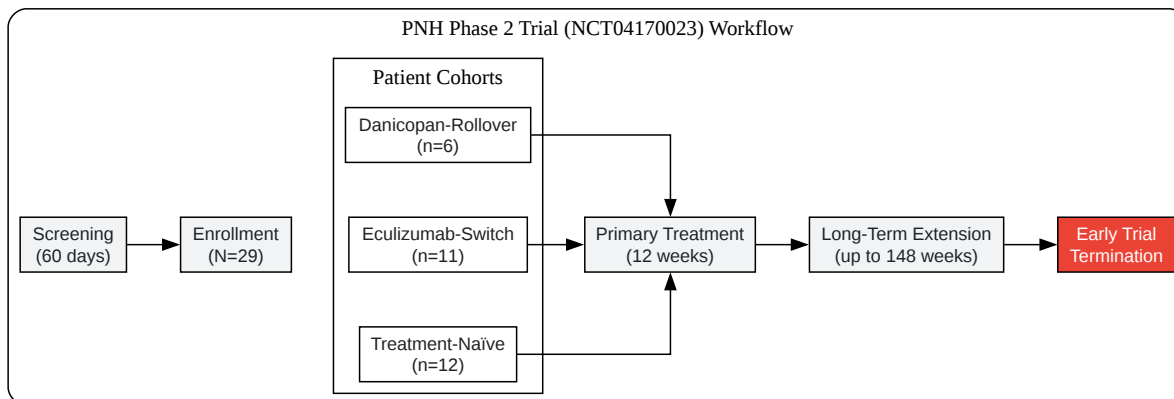 PNH Phase 2 Trial (NCT04170023) Workflow
Patient Cohorts
Danicopan-Rollover
(n=6)
Screening
(60 days)
Enrollment
(N=29)
Eculizumab-Switch
(n=11)
Primary Treatment
(12 weeks)
Long-Term Extension
(up to 148 weeks)
Early Trial
Termination
Treatment-Naïve
(n=12)